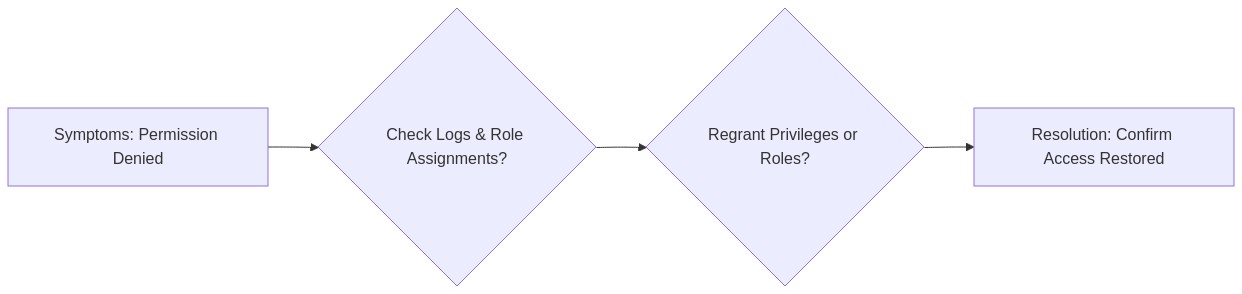 Symptoms: Permission
Denied
Check Logs & Role
Assignments?
Regrant Privileges or
Roles?
Resolution: Confirm
Access Restored